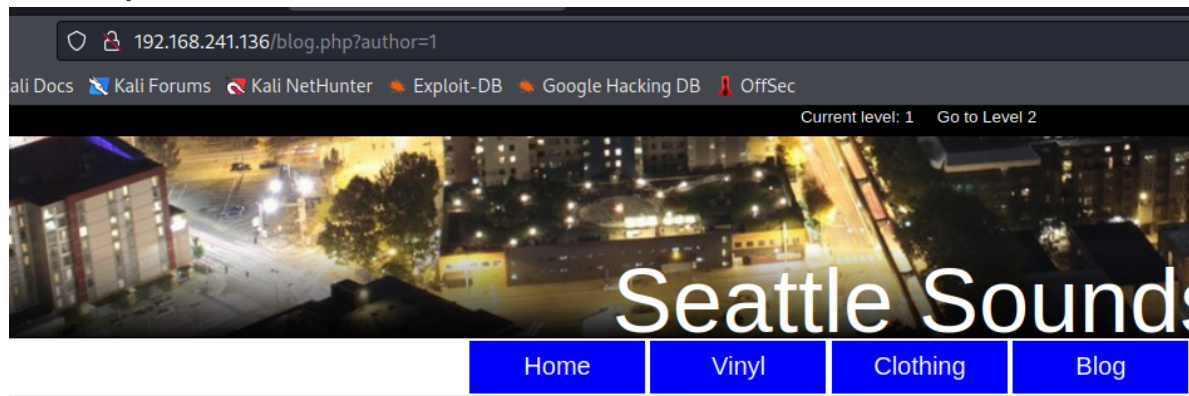 192.168.241.136/blog.php?author=1
ali Docs Kali Forums Kali NetHunter Exploit-DB Google Hacking DB OffSec
Current level: 1 Go to Level 2
Seattle Sounds
Home Vinyl Clothing Blog